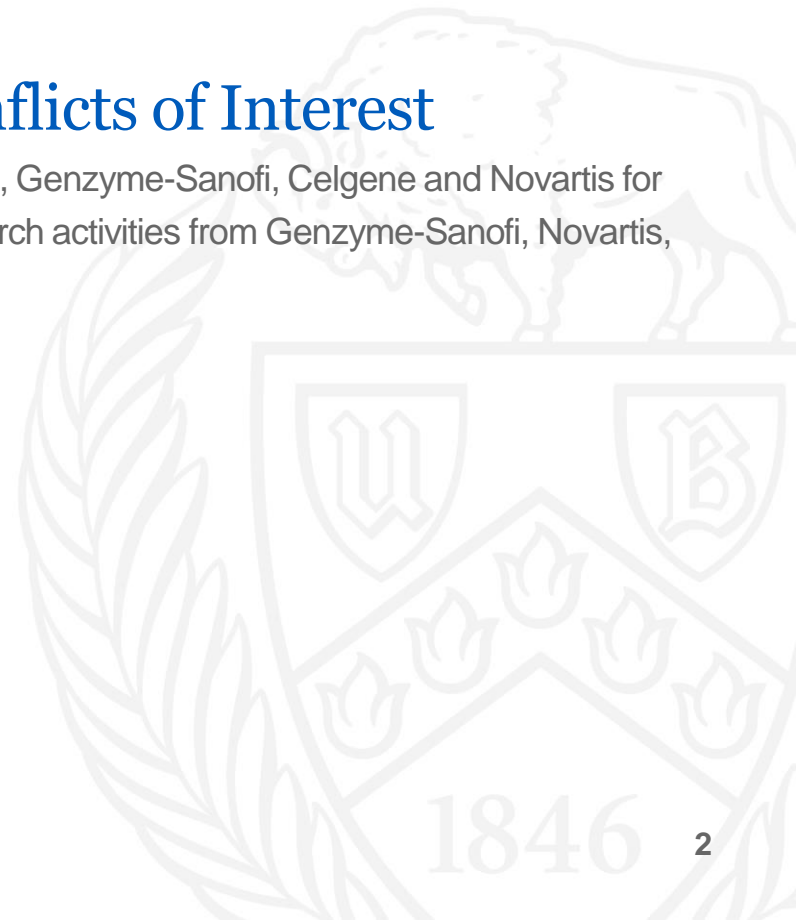 nflicts of Interest
, Genzyme-Sanofi, Celgene and Novartis for
rch activities from Genzyme-Sanofi, Novartis,
U B
1846
2